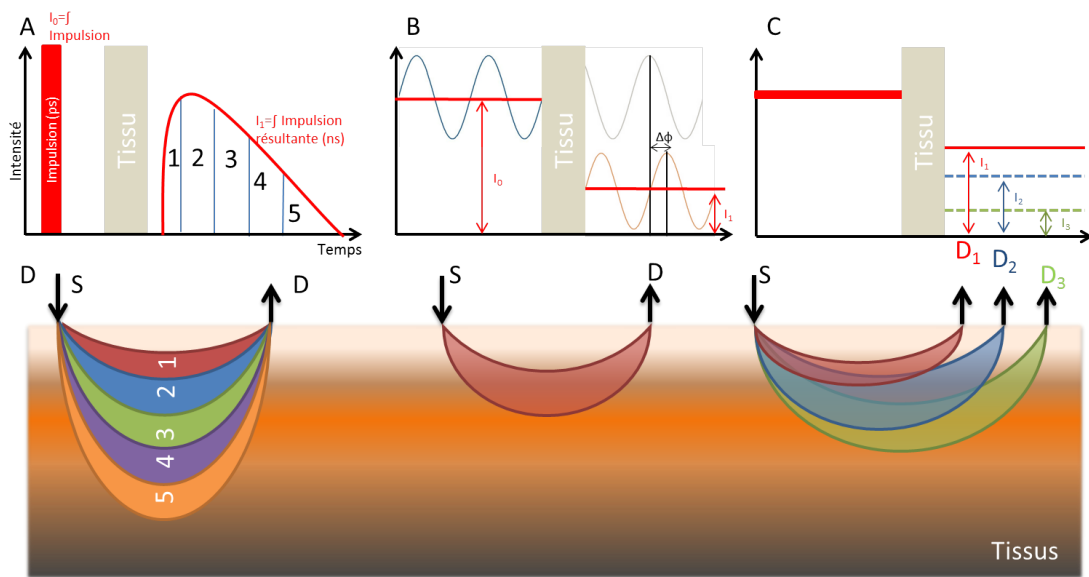 A
I₀=∫
Impulsion
Intensité
Impulsion (ps)
Tissu
1 2 3 4 5
I₁=∫ Impulsion
résultante (ns)
Temps
B
I₀
Tissu
Δϕ
I₁
C
Tissu
I₁
I₂
I₃
D₁
D₂
D₃
D
S
D
S
D
S
1
2
3
4
5
Tissus